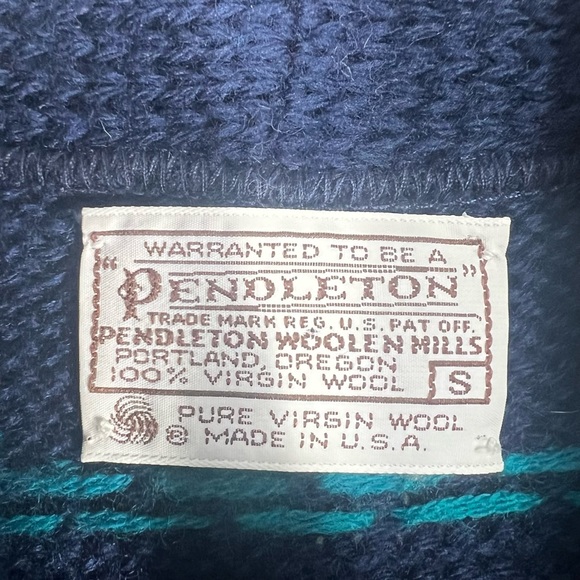 WARRANTED TO BE A
"PENDLETON"
TRADE MARK REG. U.S. PAT OFF.
PENDLETON WOOLEN MILLS
PORTLAND, OREGON
100% VIRGIN WOOL S
PURE VIRGIN WOOL
® MADE IN U.S.A.